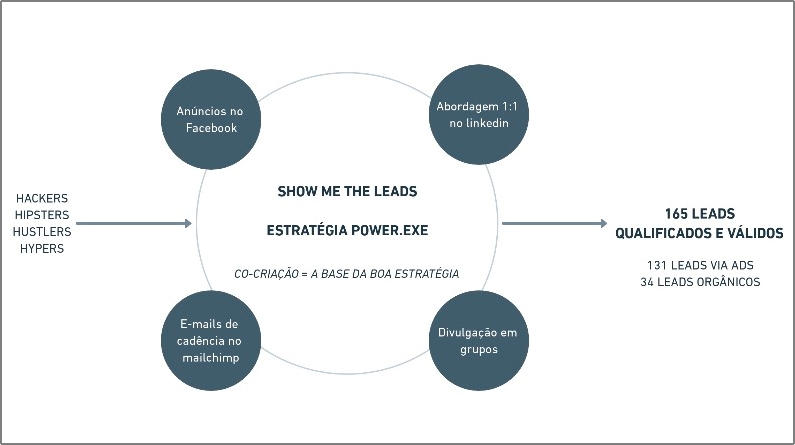 Anúncios no
Facebook
Abordagem 1:1
no linkedin
HACKERS
HIPSTERS
HUSTLERS
HYPERS
SHOW ME THE LEADS
ESTRATÉGIA POWER.EXE
CO-CRIAÇÃO = A BASE DA BOA ESTRATÉGIA
165 LEADS
QUALIFICADOS E VÁLIDOS
131 LEADS VIA ADS
34 LEADS ORGÂNICOS
E-mails de
cadência no
mailchimp
Divulgação em
grupos